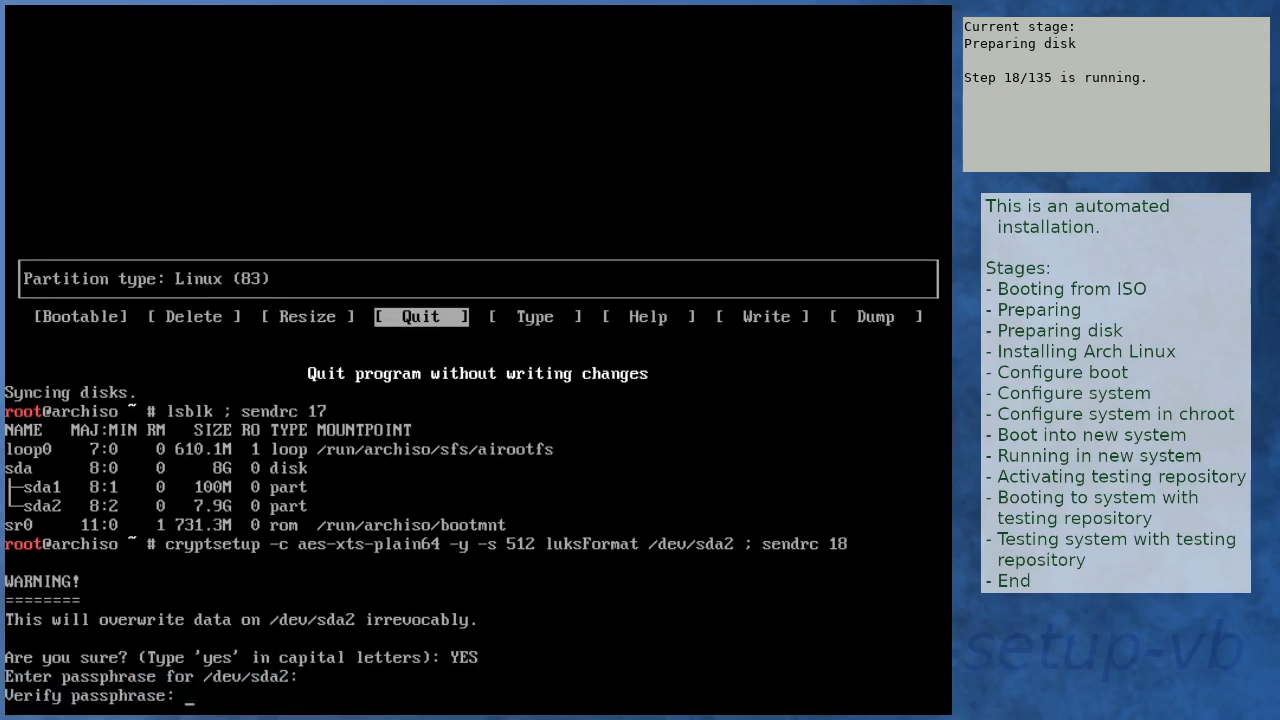 Partition type: Linux (83)
[Bootable] [ Delete ] [ Resize ] [ Quit ] [ Type ] [ Help ] [ Write ] [ Dump ]
Quit program without writing changes
Syncing disks.
root@archiso ~ # lsblk ; sendrc 17
NAME MAJ:MIN RM SIZE RO TYPE MOUNTPOINT
loop0 7:0 0 610.1M 1 loop /run/archiso/sfs/airootfs
sda 8:0 0 8G 0 disk
├─sda1 8:1 0 100M 0 part
└─sda2 8:2 0 7.9G 0 part
sr0 11:0 1 731.3M 0 rom /run/archiso/bootmnt
root@archiso ~ # cryptsetup -c aes-xts-plain64 -y -s 512 luksFormat /dev/sda2 ; sendrc 18
WARNING!
========
This will overwrite data on /dev/sda2 irrevocably.
Are you sure? (Type 'yes' in capital letters): YES
Enter passphrase for /dev/sda2:
Verify passphrase: _
Current stage:
Preparing disk
Step 18/135 is running.
This is an automated
installation.
Stages:
- Booting from ISO
- Preparing
- Preparing disk
- Installing Arch Linux
- Configure boot
- Configure system
- Configure system in chroot
- Boot into new system
- Running in new system
- Activating testing repository
- Booting to system with
testing repository
- Testing system with testing
repository
- End
setup-vb